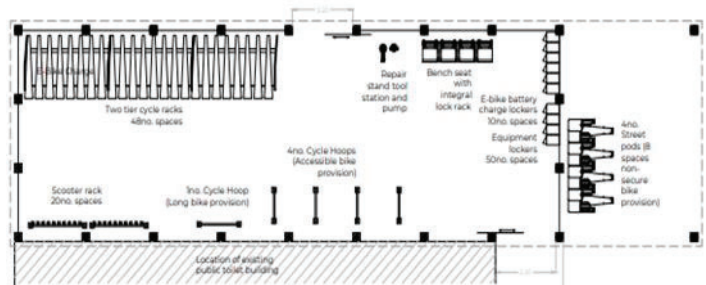 E-Bike Charge
Two tier cycle racks
48no. spaces
Repair
stand tool
station and
pump
Bench seat
with
integral
lock rack
E-bike battery
charge lockers
10no. spaces
Equipment
lockers
50no. spaces
4no.
Street
pods (8
spaces
non-
secure
bike
provision)
4no. Cycle Hoops
(Accessible bike
provision)
Scooter rack
20no. spaces
1no. Cycle Hoop
(Long bike provision)
Location of existing
public toilet building